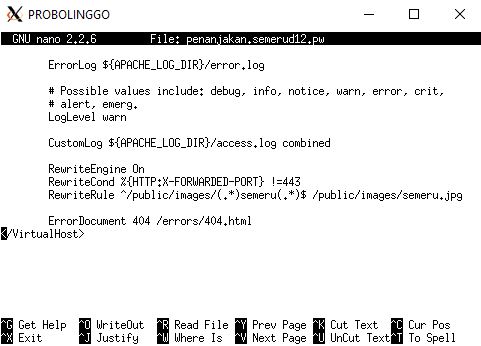 PROBOLINGGO
GNU nano 2.2.6 File: penanjakan.semerud12.pw
ErrorLog ${APACHE_LOG_DIR}/error.log
# Possible values include: debug, info, notice, warn, error, crit,
# alert, emerg.
LogLevel warn
CustomLog ${APACHE_LOG_DIR}/access.log combined
RewriteEngine On
RewriteCond %{HTTP:X-FORWARDED-PORT} !=443
RewriteRule ^/public/images/(.*)semeru(.*)$ /public/images/semeru.jpg
ErrorDocument 404 /errors/404.html
</VirtualHost>
^G Get Help ^O WriteOut ^R Read File ^Y Prev Page ^K Cut Text ^C Cur Pos
^X Exit ^J Justify ^W Where Is ^V Next Page ^U UnCut Text ^T To Spell